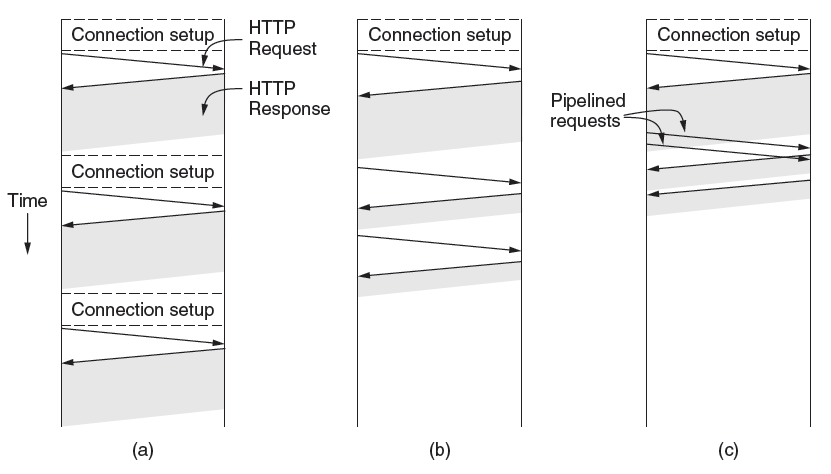 Connection setup
HTTP
Request
HTTP
Response
Connection setup
Connection setup
Time
(a)
Connection setup
(b)
Connection setup
Pipelined
requests
(c)